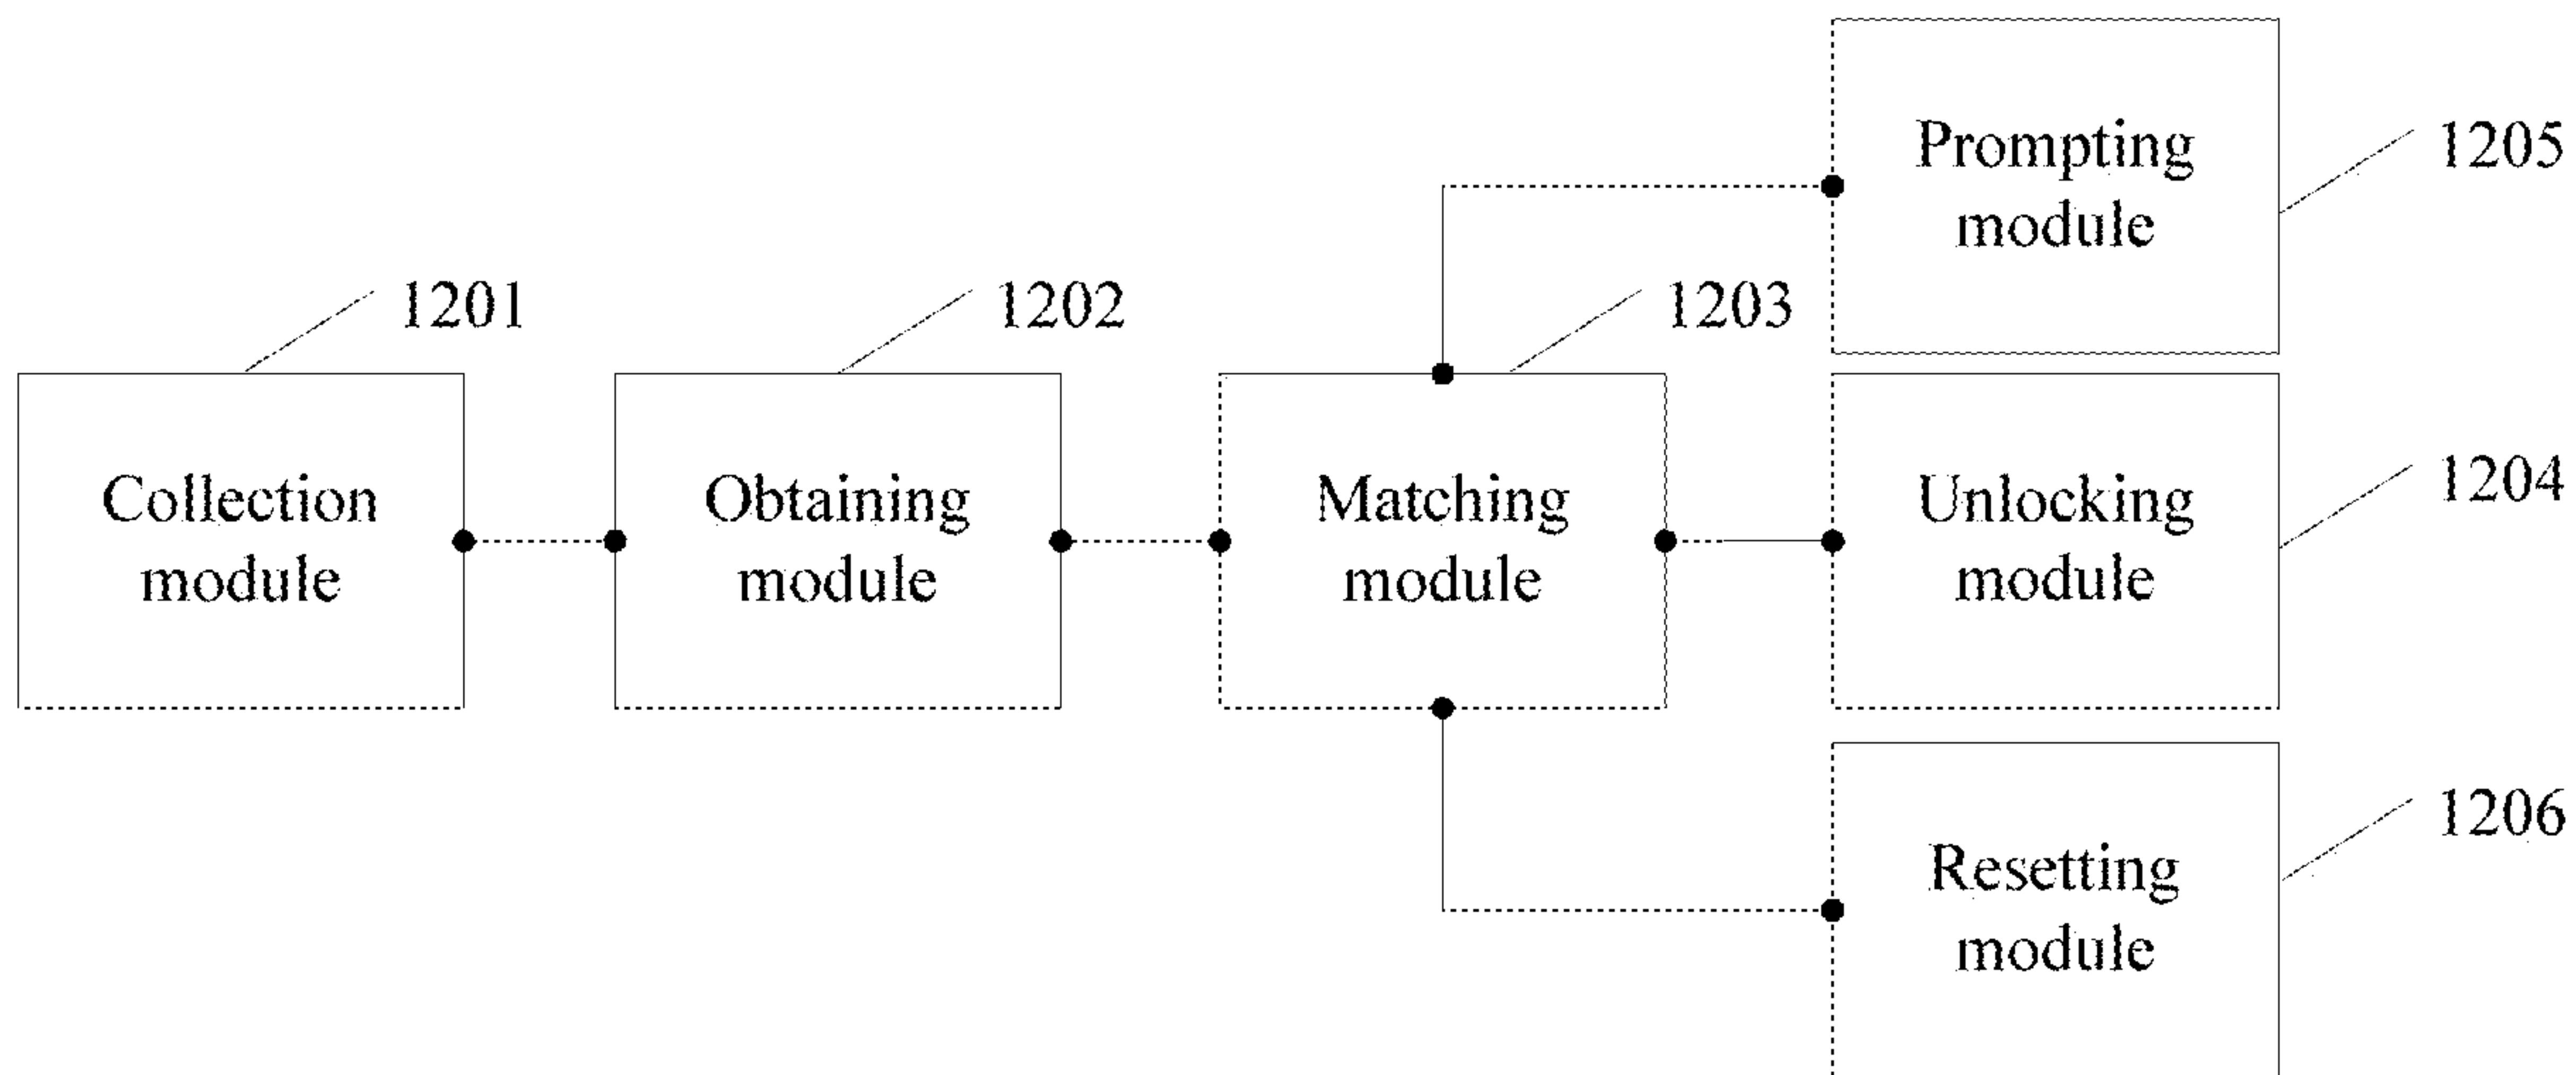 Prompting
module
1205
1201
1202
1203
Collection
module
Obtaining
module
Matching
module
Unlocking
module
1204
Resetting
module
1206